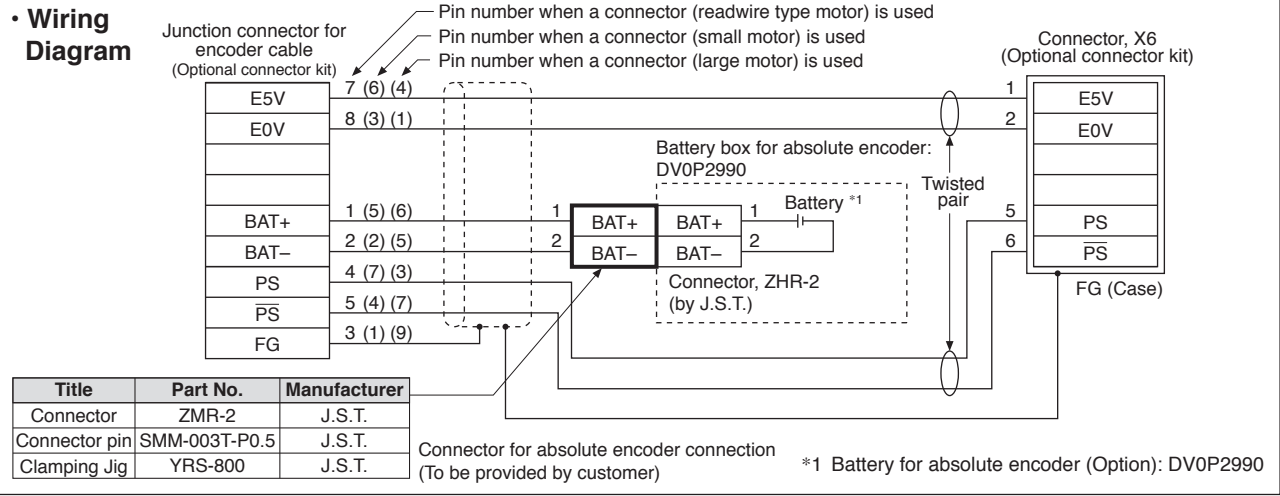 ・Wiring
Diagram
Junction connector for
encoder cable
(Optional connector kit)
Pin number when a connector (readwire type motor) is used
Pin number when a connector (small motor) is used
Pin number when a connector (large motor) is used
Connector, X6
(Optional connector kit)
E5V 7 (6) (4) 1 E5V
E0V 8 (3) (1) 2 E0V
Battery box for absolute encoder:
DV0P2990
Twisted
pair
Battery *1
BAT+ 1 (5) (6) 1 BAT+ BAT+ 1 5 PS
BAT– 2 (2) (5) 2 BAT– BAT– 2 6 P̅S̅
PS 4 (7) (3)
P̅S̅ 5 (4) (7)
FG 3 (1) (9)
Connector, ZHR-2
(by J.S.T.)
FG (Case)
Title Part No. Manufacturer
Connector ZMR-2 J.S.T.
Connector pin SMM-003T-P0.5 J.S.T.
Clamping Jig YRS-800 J.S.T.
Connector for absolute encoder connection
(To be provided by customer)
*1 Battery for absolute encoder (Option): DV0P2990